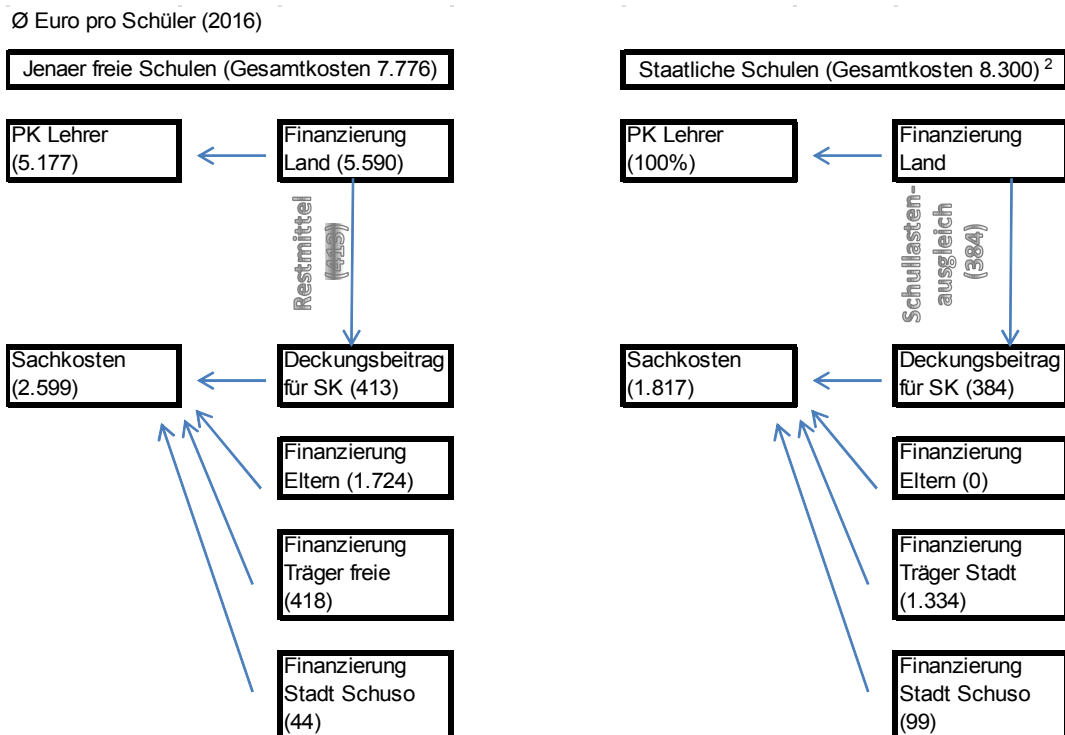 Ø Euro pro Schüler (2016)
Jenaer freie Schulen (Gesamtkosten 7.776)
PK Lehrer
(5.177)
Finanzierung
Land (5.590)
Restmittel
(413)
Sachkosten
(2.599)
Deckungsbeitrag
für SK (413)
Finanzierung
Eltern (1.724)
Finanzierung
Träger freie
(418)
Finanzierung
Stadt Schuso
(44)
Staatliche Schulen (Gesamtkosten 8.300) ²
PK Lehrer
(100%)
Finanzierung
Land
Schullasten-
ausgleich
(384)
Sachkosten
(1.817)
Deckungsbeitrag
für SK (384)
Finanzierung
Eltern (0)
Finanzierung
Träger Stadt
(1.334)
Finanzierung
Stadt Schuso
(99)